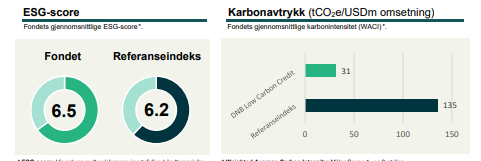 ESG-score
Fondets gjennomsnittlige ESG-score*.
Fondet
Referanseindeks
6.5
6.2
Karbonavtrykk (tCO₂e/USDm omsetning)
Fondets gjennomsnittlige karbonintensitet (WACI)*.
DNB Low Carbon Credit
31
Referanseindeks
135
0 50 100 150